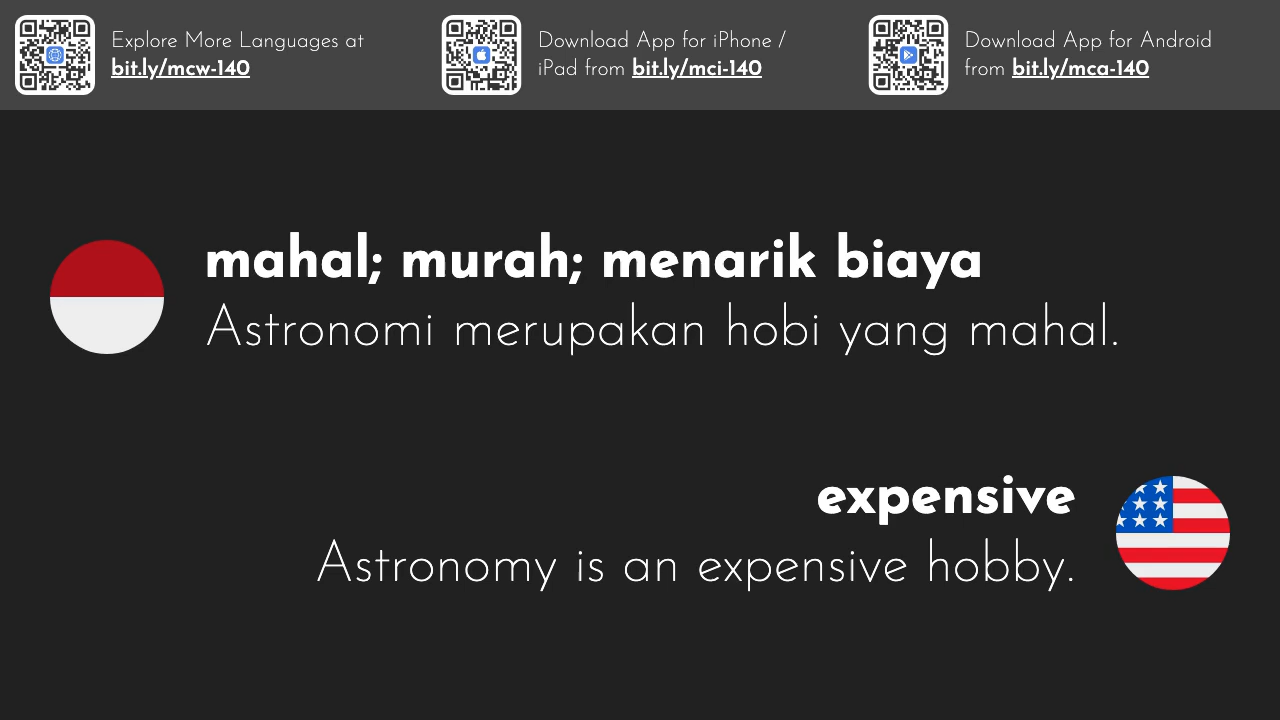 Explore More Languages at
bit.ly/mcw-140
Download App for iPhone /
iPad from bit.ly/mci-140
Download App for Android
from bit.ly/mca-140
mahal; murah; menarik biaya
Astronomi merupakan hobi yang mahal.
expensive
Astronomy is an expensive hobby.